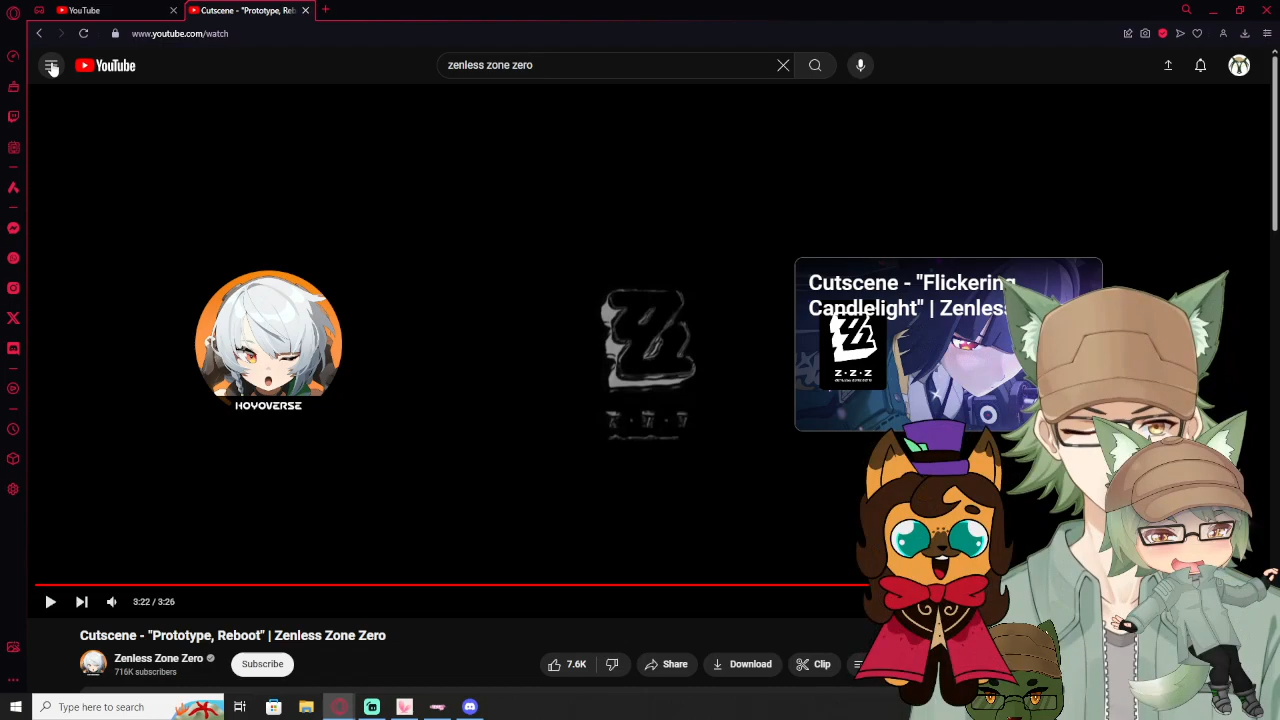 YouTube
Cutscene - "Prototype, Reb
www.youtube.com/watch
YouTube
zenless zone zero
HOYOVERSE
Z·Z·Z
Cutscene - "Flickering
Candlelight" | Zenless
Z·Z·Z
3:22 / 3:26
Cutscene - "Prototype, Reboot" | Zenless Zone Zero
Zenless Zone Zero
716K subscribers
Subscribe
7.6K
Share
Download
Clip
Type here to search